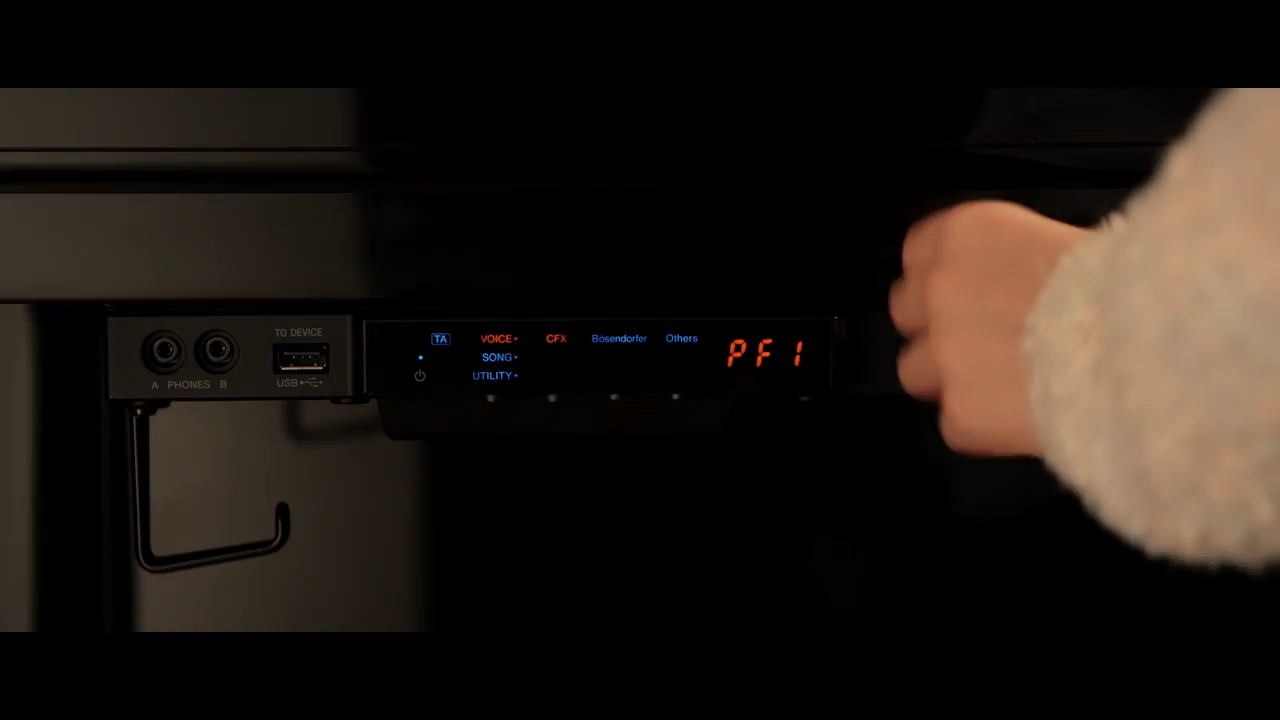 TO DEVICE
A PHONES B
USB
TA
VOICE CFX Bösendorfer Others
SONG
UTILITY
PF1